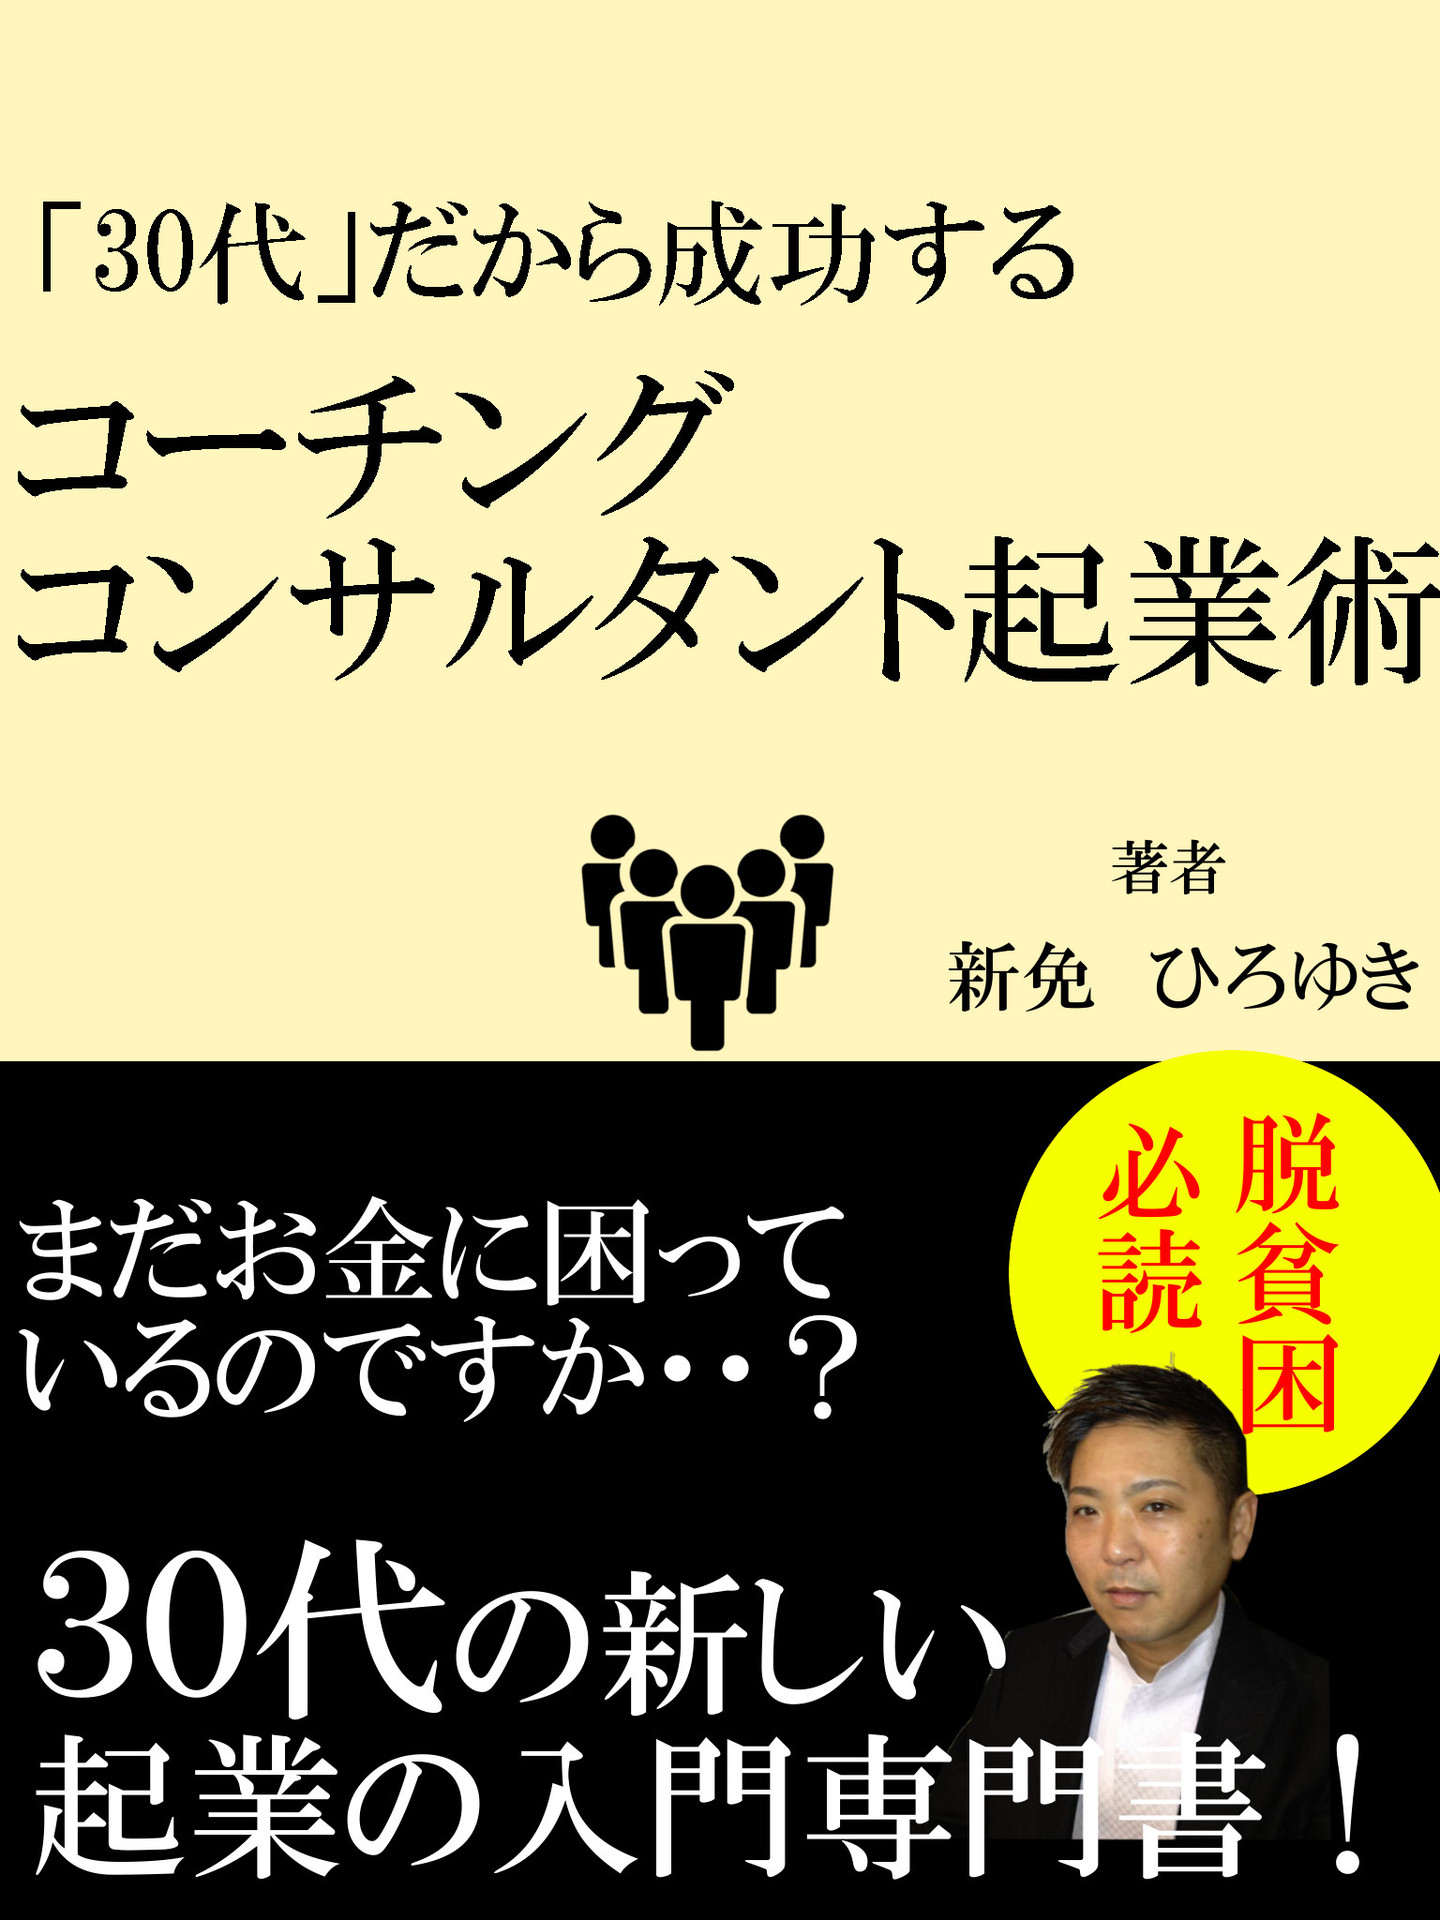 「30代」だから成功する
コーチング
コンサルタント起業術
著者
新免　ひろゆき
脱貧困
必読
まだお金に困って
いるのですか・・？
30代の新しい
起業の入門専門書！